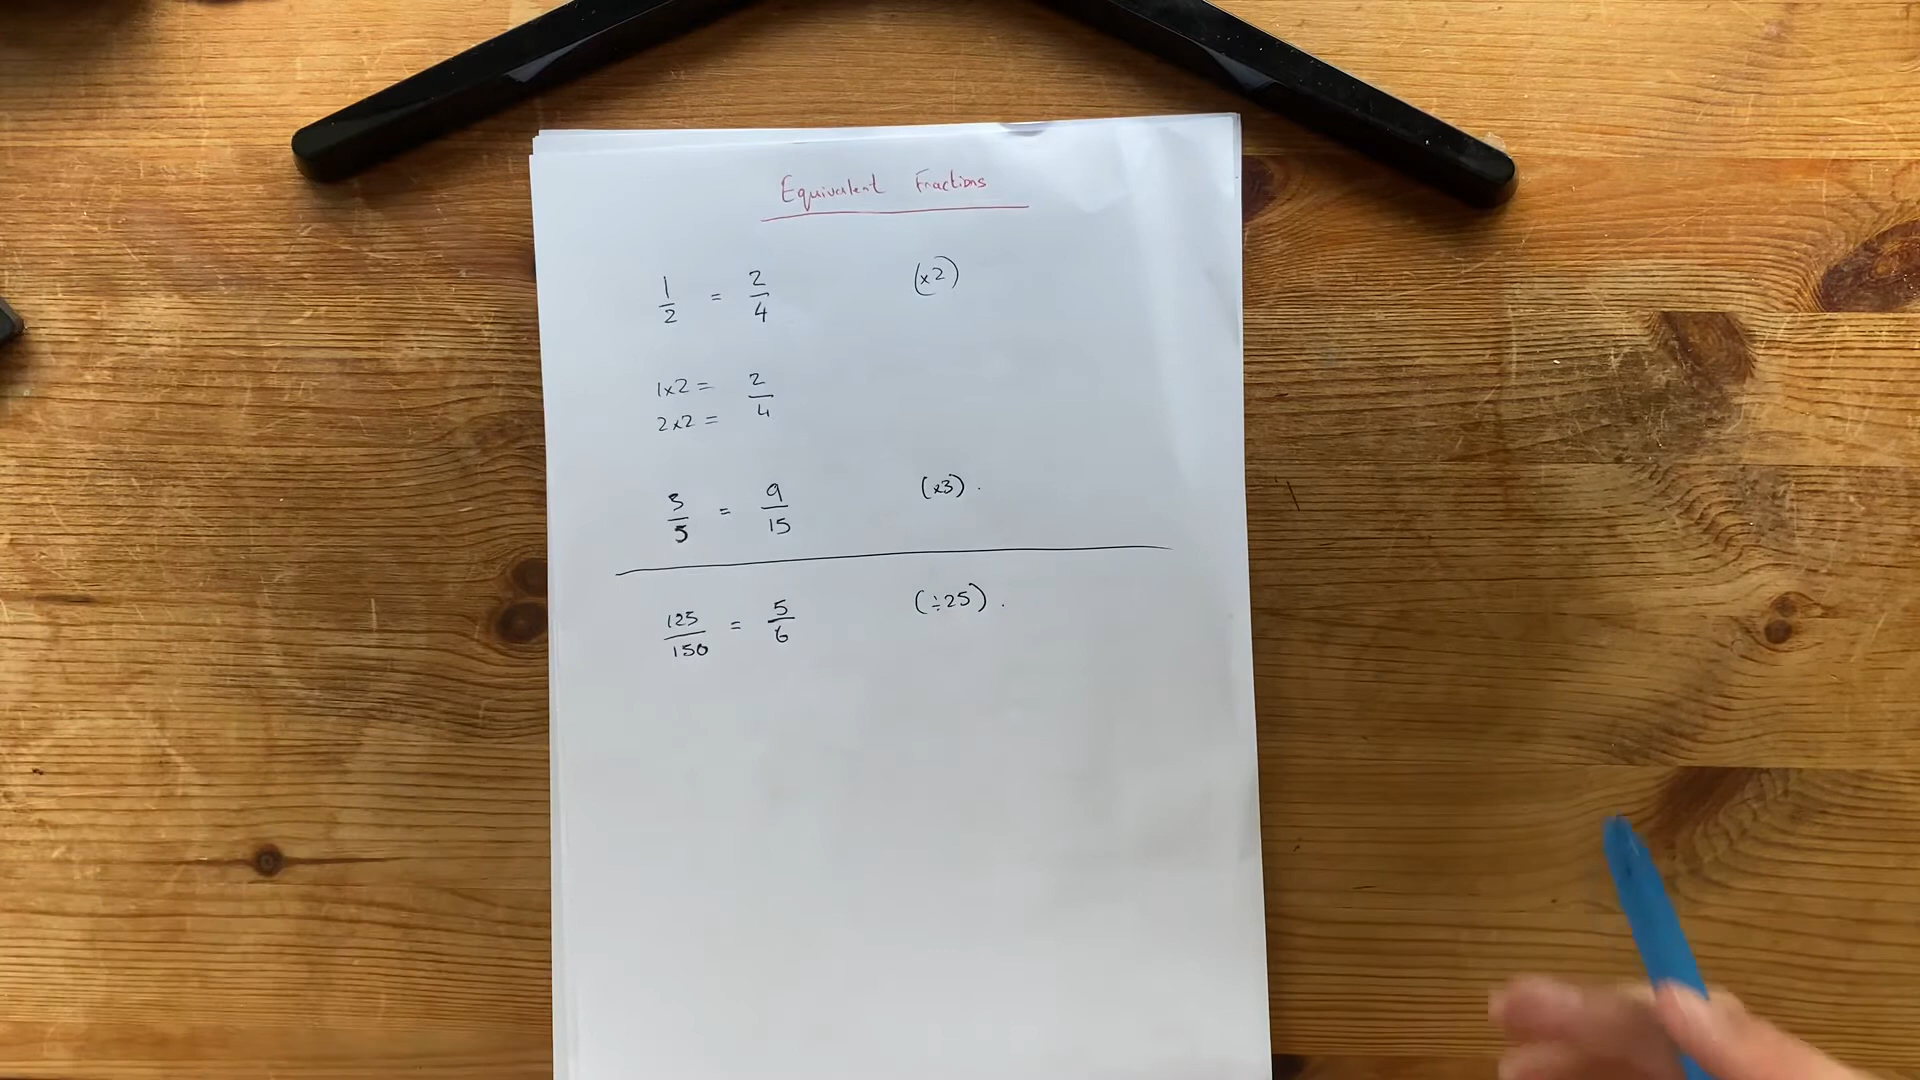 Equivalent Fractions
1/2 = 2/4 (x2)
1x2 = 2
2x2 = 4
3/5 = 9/15 (x3).
125/150 = 5/6 (÷25).